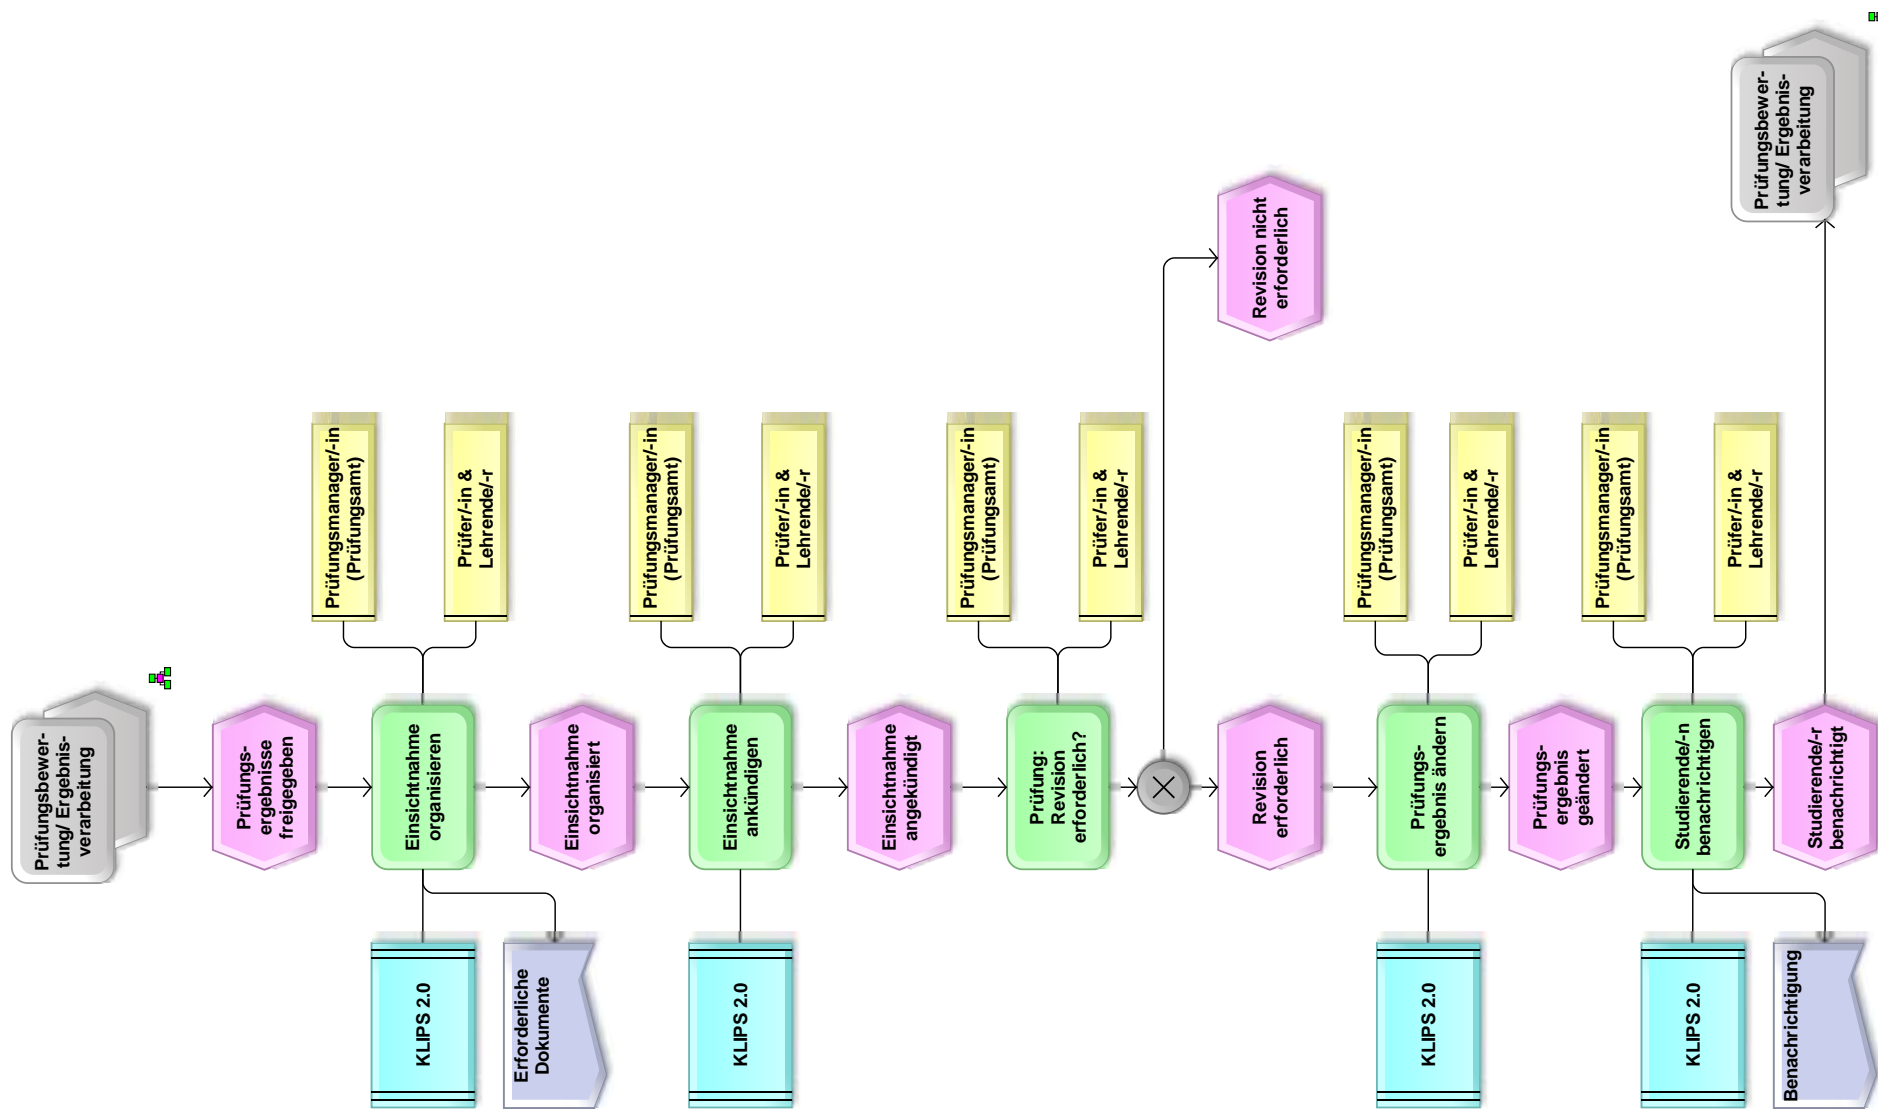 Prüfungsbewer-
tung/ Ergebnis-
verarbeitung
Prüfungs-
ergebnisse
freigegeben
Prüfungsmanager/-in
(Prüfungsamt)
Prüfer/-in &
Lehrende/-r
Einsichtnahme
organisieren
KLIPS 2.0
Erforderliche
Dokumente
Einsichtnahme
organisiert
Prüfungsmanager/-in
(Prüfungsamt)
Prüfer/-in &
Lehrende/-r
Einsichtnahme
ankündigen
KLIPS 2.0
Einsichtnahme
angekündigt
Prüfungsmanager/-in
(Prüfungsamt)
Prüfer/-in &
Lehrende/-r
Prüfung:
Revision
erforderlich?
Revision nicht
erforderlich
Revision
erforderlich
Prüfungsmanager/-in
(Prüfungsamt)
Prüfer/-in &
Lehrende/-r
Prüfungs-
ergebnis ändern
KLIPS 2.0
Prüfungs-
ergebnis
geändert
Prüfungsmanager/-in
(Prüfungsamt)
Prüfer/-in &
Lehrende/-r
Studierende/-n
benachrichtigen
KLIPS 2.0
Benachrichtigung
Studierende/-r
benachrichtigt
Prüfungsbewer-
tung/ Ergebnis-
verarbeitung